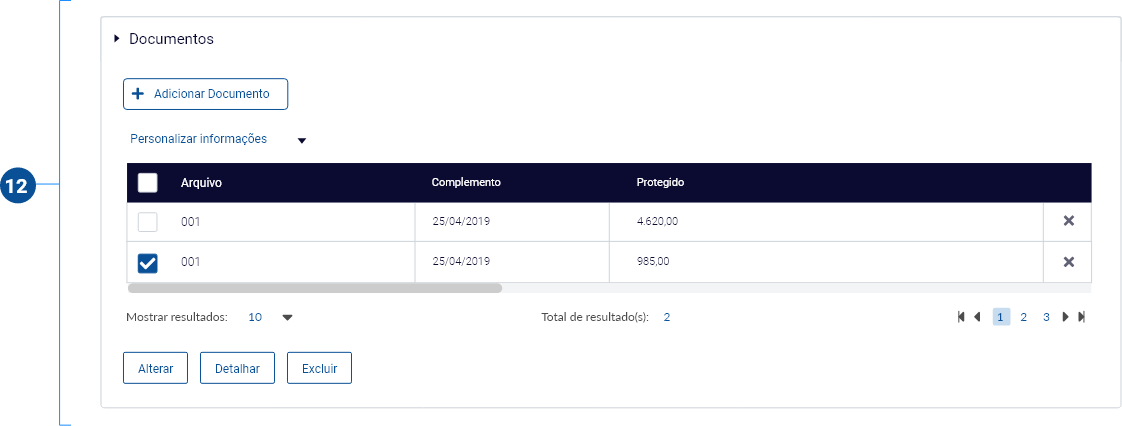 Documentos
Adicionar Documento
Personalizar informações
12
Arquivo Complemento Protegido
001 25/04/2019 4.620,00
001 25/04/2019 985,00
Mostrar resultados: 10 Total de resultado(s): 2 1 2 3
Alterar Detalhar Excluir